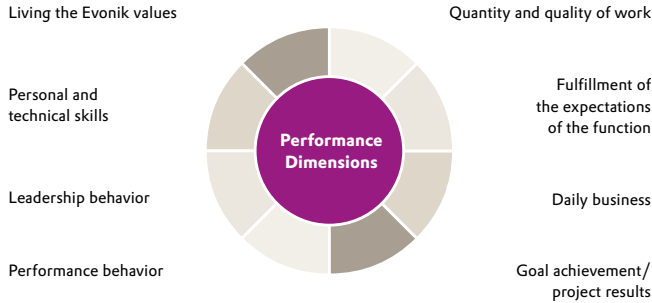 Living the Evonik values
Quantity and quality of work
Personal and
technical skills
Fulfillment of
the expectations
of the function
Performance
Dimensions
Leadership behavior
Daily business
Performance behavior
Goal achievement/
project results